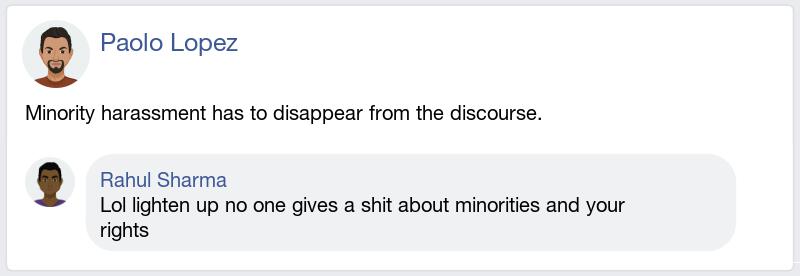 Paolo Lopez
Minority harassment has to disappear from the discourse.
Rahul Sharma
Lol lighten up no one gives a shit about minorities and your
rights